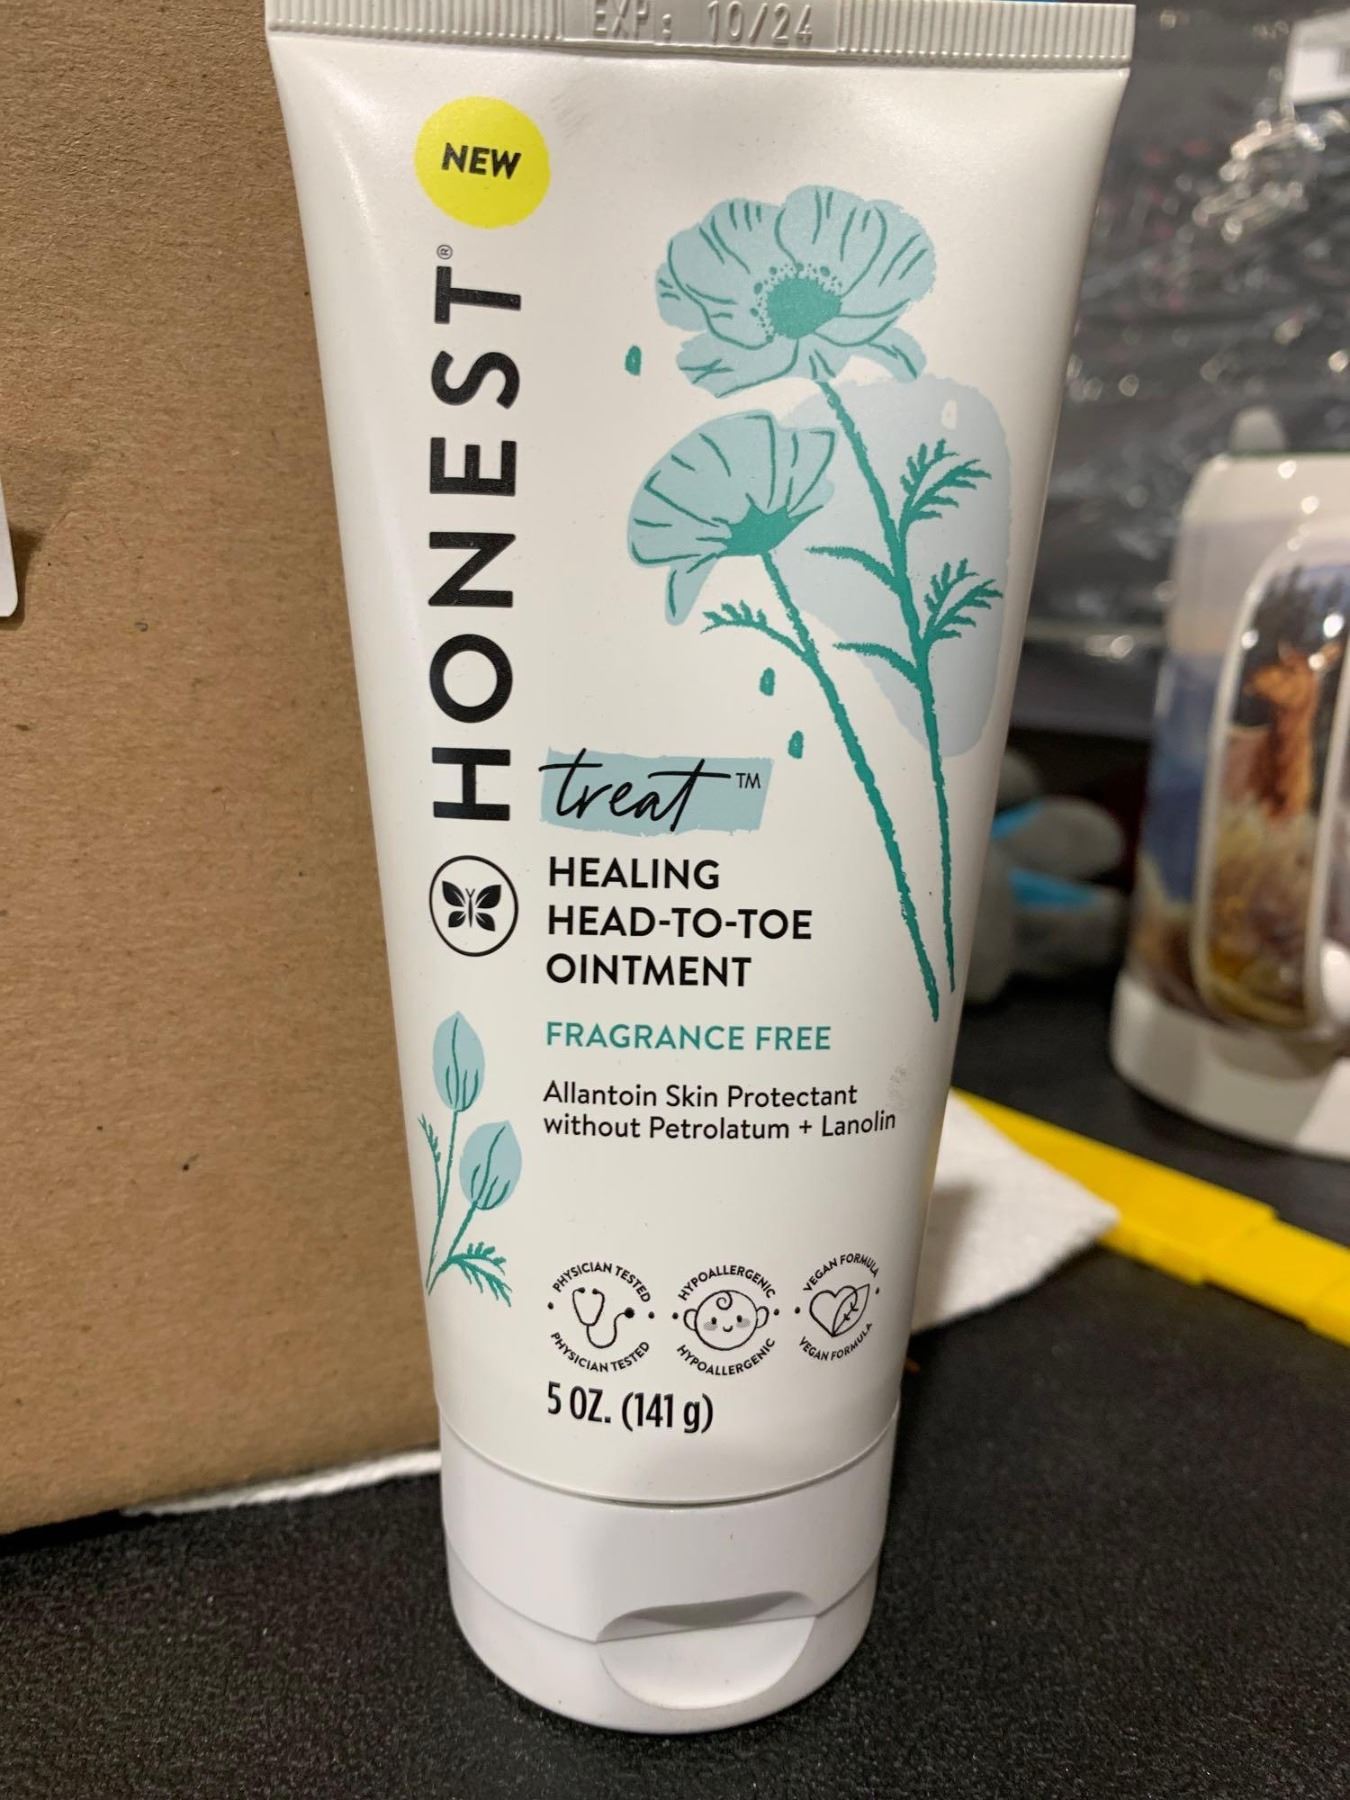 EXP: 10/24
NEW
HONEST®
treat™
HEALING
HEAD-TO-TOE
OINTMENT
FRAGRANCE FREE
Allantoin Skin Protectant
without Petrolatum + Lanolin
PHYSICIAN TESTED
PHYSICIAN TESTED
HYPOALLERGENIC
HYPOALLERGENIC
VEGAN FORMULA
VEGAN FORMULA
5 OZ. (141 g)